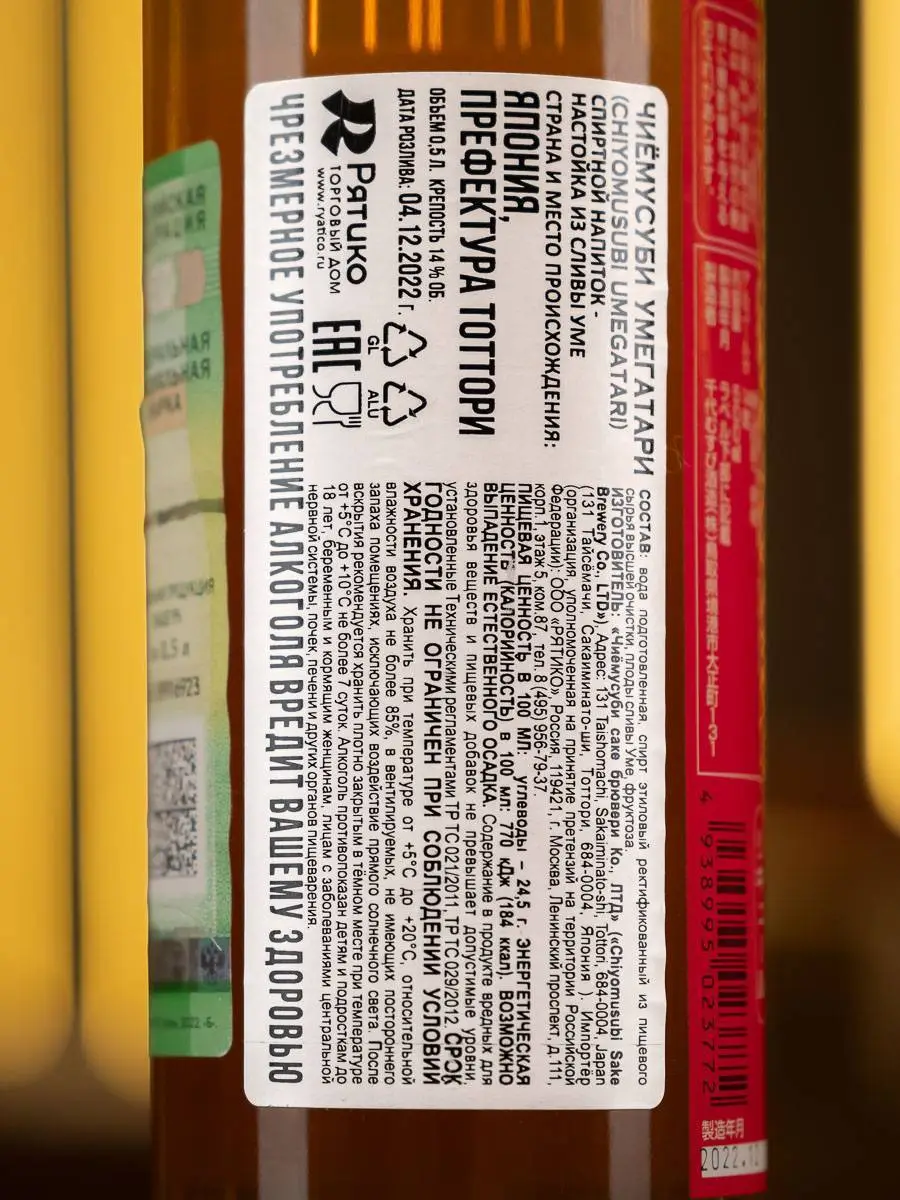 ЧИЁМУСУБИ УМЕГАТАРИ
(CHIYOMUSUBI UMEGATARI)
СПИРТНОЙ НАПИТОК -
НАСТОЙКА ИЗ СЛИВЫ УМЕ
СТРАНА И МЕСТО ПРОИСХОЖДЕНИЯ:
ЯПОНИЯ,
ПРЕФЕКТУРА ТОТТОРИ
ОБЪЕМ 0,5 Л. КРЕПОСТЬ 14 % ОБ.
ДАТА РОЗЛИВА: 04.12.2022 г.
GL
ALU
Рятико
ТОРГОВЫЙ ДОМ
www.ryatico.ru
EAC
СОСТАВ: вода подготовленная, спирт этиловый ректификованный из пищевого
сырья высшей очистки, плоды сливы Уме, фруктоза.
ИЗГОТОВИТЕЛЬ: «Чиёмусуби саке брювери Ко., ЛТД» («Chiyomusubi Sake
Brewery Co., LTD»), Адрес: 131 Taishomachi, Sakaiminato-shi, Tottori, 684-0004, Japan
(131 Тайсёмачи, Сакаиминато-ши, Тоттори, 684-0004, Япония ). Импортёр
(организация, уполномоченная на принятие претензий на территории Российской
Федерации): ООО «РЯТИКО», Россия, 119421, г. Москва, Ленинский проспект, д.111,
корп.1, этаж 5, ком.87, тел. 8 (495) 956-79-37.
ПИЩЕВАЯ ЦЕННОСТЬ В 100 МЛ: углеводы – 24,5 г. ЭНЕРГЕТИЧЕСКАЯ
ЦЕННОСТЬ (КАЛОРИЙНОСТЬ) в 100 мл: 770 кДж (184 ккал). ВОЗМОЖНО
ВЫПАДЕНИЕ ЕСТЕСТВЕННОГО ОСАДКА. Содержание в продукте вредных для
здоровья веществ и пищевых добавок не превышает допустимые уровни,
установленные Техническими регламентами ТР ТС 021/2011, ТР ТС 029/2012. СРОК
ГОДНОСТИ НЕ ОГРАНИЧЕН ПРИ СОБЛЮДЕНИИ УСЛОВИЙ
ХРАНЕНИЯ. Хранить при температуре от +5°С до +20°С, относительной
влажности воздуха не более 85%, в вентилируемых, не имеющих постороннего
запаха помещениях, исключающих воздействие прямого солнечного света. После
вскрытия рекомендуется хранить плотно закрытым в тёмном месте при температуре
от +5°С до +10°С не более 7 суток. Алкоголь противопоказан детям и подросткам до
18 лет, беременным и кормящим женщинам, лицам с заболеваниями центральной
нервной системы, почек, печени и других органов пищеварения.
ЧРЕЗМЕРНОЕ УПОТРЕБЛЕНИЕ АЛКОГОЛЯ ВРЕДИТ ВАШЕМУ ЗДОРОВЬЮ
4 938995 023772
製造年月
2022.12